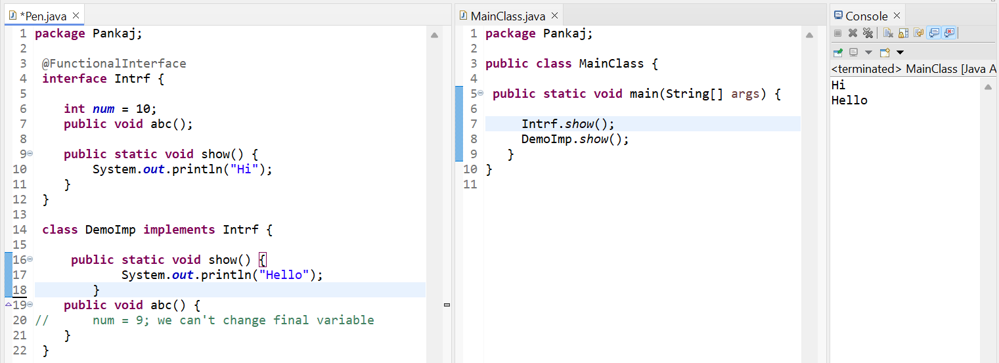 *Pen.java
1 package Pankaj;
2
3 @FunctionalInterface
4 interface Intrf {
5
6 int num = 10;
7 public void abc();
8
9 public static void show() {
10 System.out.println("Hi");
11 }
12 }
13
14 class DemoImp implements Intrf {
15
16 public static void show() {
17 System.out.println("Hello");
18 }
19 public void abc() {
20 // num = 9; we can't change final variable
21 }
22 }
MainClass.java
1 package Pankaj;
2
3 public class MainClass {
4
5 public static void main(String[] args) {
6
7 Intrf.show();
8 DemoImp.show();
9 }
10 }
11
Console
<terminated> MainClass [Java A
Hi
Hello